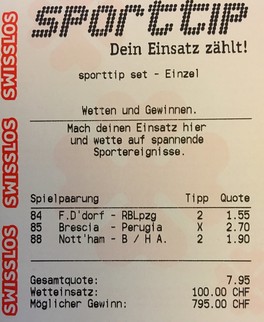 sporttip
Dein Einsatz zählt!
sporttip set - Einzel
Wetten und Gewinnen.
Mach deinen Einsatz hier
und wette auf spannende
Sportereignisse.
Spielpaarung Tipp Quote
84 F.D'dorf - RBLpzg 2 1.55
85 Brescia - Perugia X 2.70
88 Nott'ham - B / H A. 2 1.90
Gesamtquote: 7.95
Wetteinsatz: 100.00 CHF
Möglicher Gewinn: 795.00 CHF
SWISSLOS
SWISSLOS
SWISSLOS